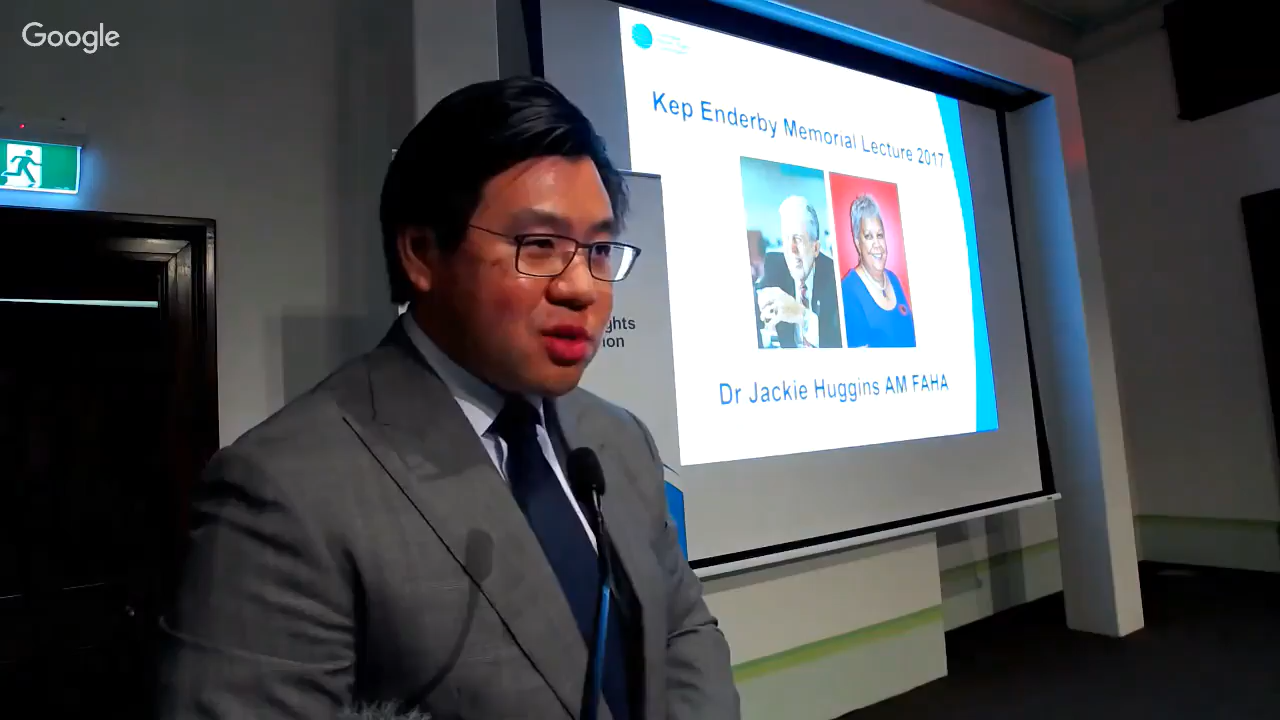 Google
Kep Enderby Memorial Lecture 2017
ghts
ion
Dr Jackie Huggins AM FAHA